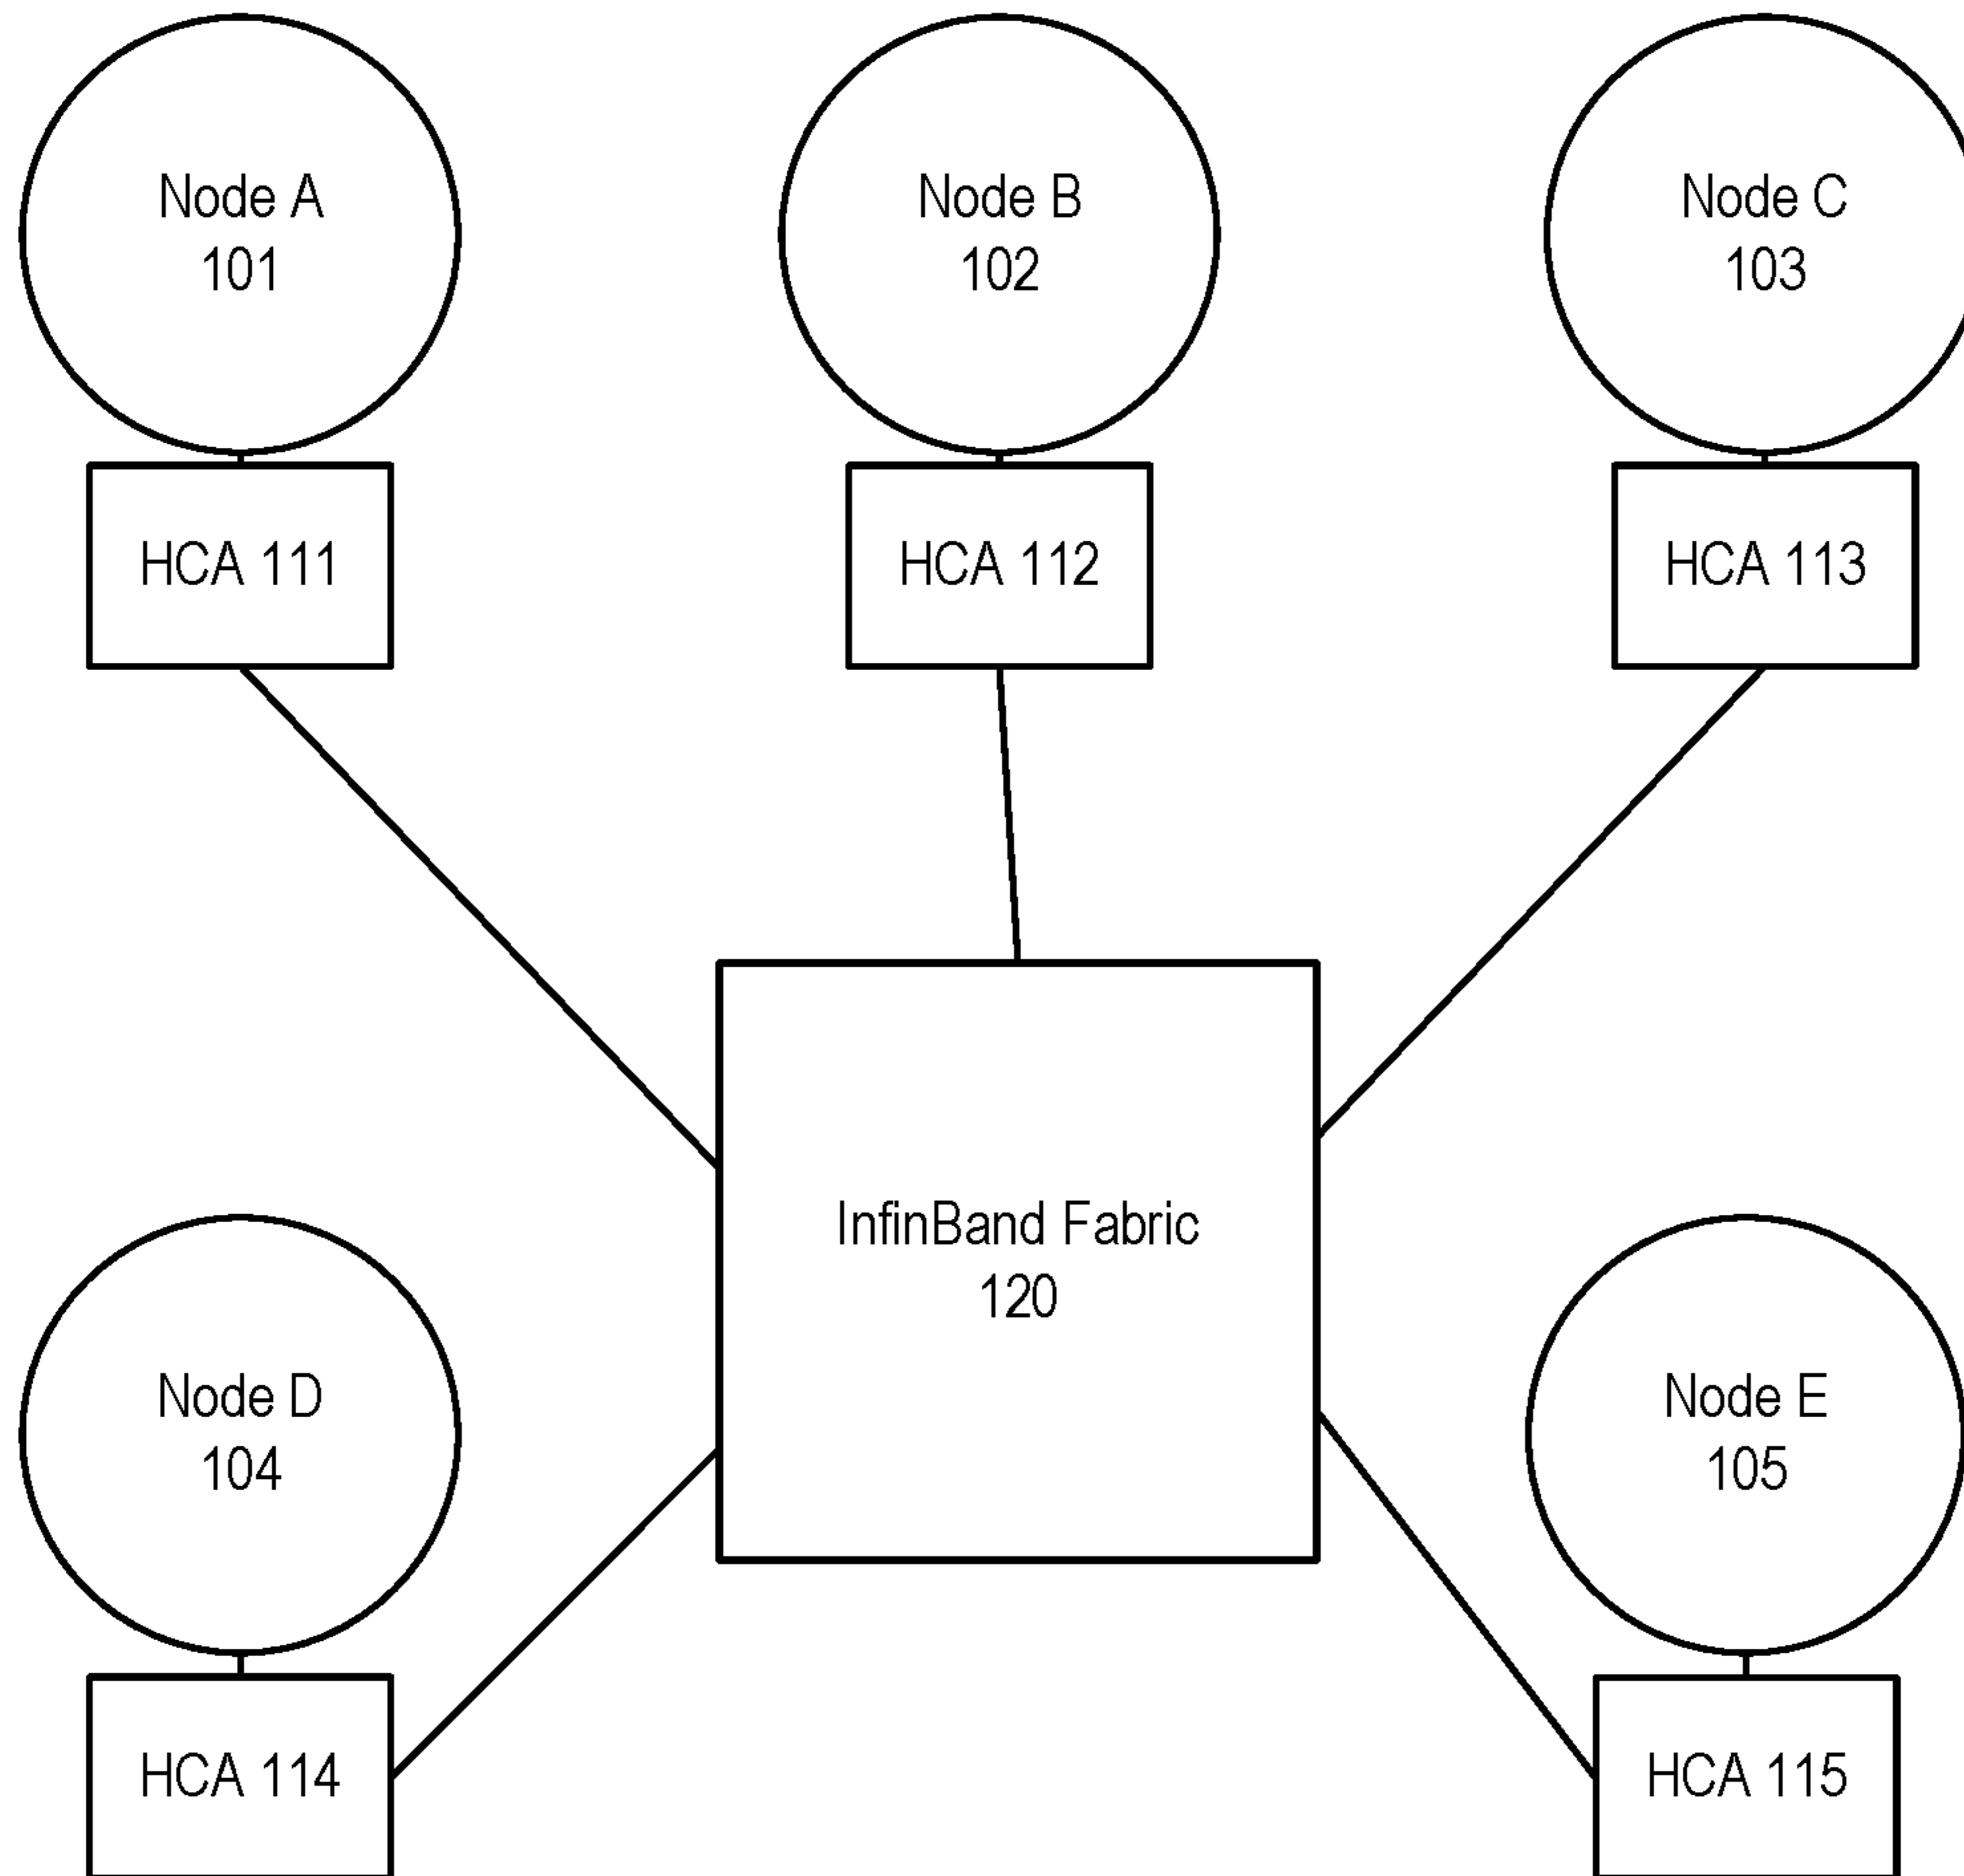 Node A
101
Node B
102
Node C
103
HCA 111
HCA 112
HCA 113
InfinBand Fabric
120
Node D
104
Node E
105
HCA 114
HCA 115